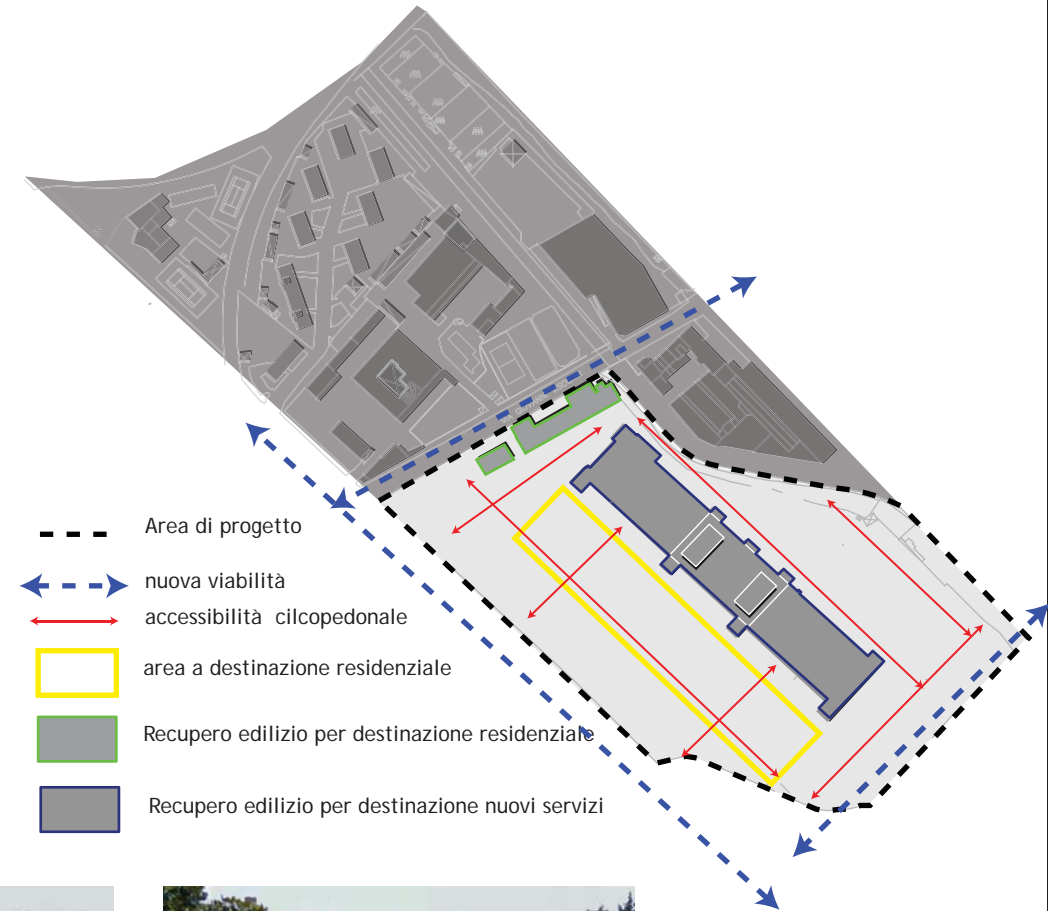 Area di progetto
nuova viabilità
accessibilità cilcopedonale
area a destinazione residenziale
Recupero edilizio per destinazione residenziale
Recupero edilizio per destinazione nuovi servizi